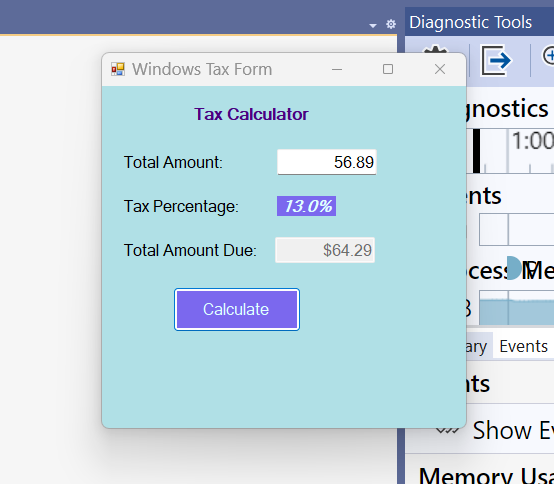 Diagnostic Tools
Windows Tax Form
Tax Calculator
Total Amount: 56.89
Tax Percentage: 13.0%
Total Amount Due: $64.29
Calculate
gnostics
1:00
nts
ocess Me
ary Events
nts
Show Ev
Memory Usa